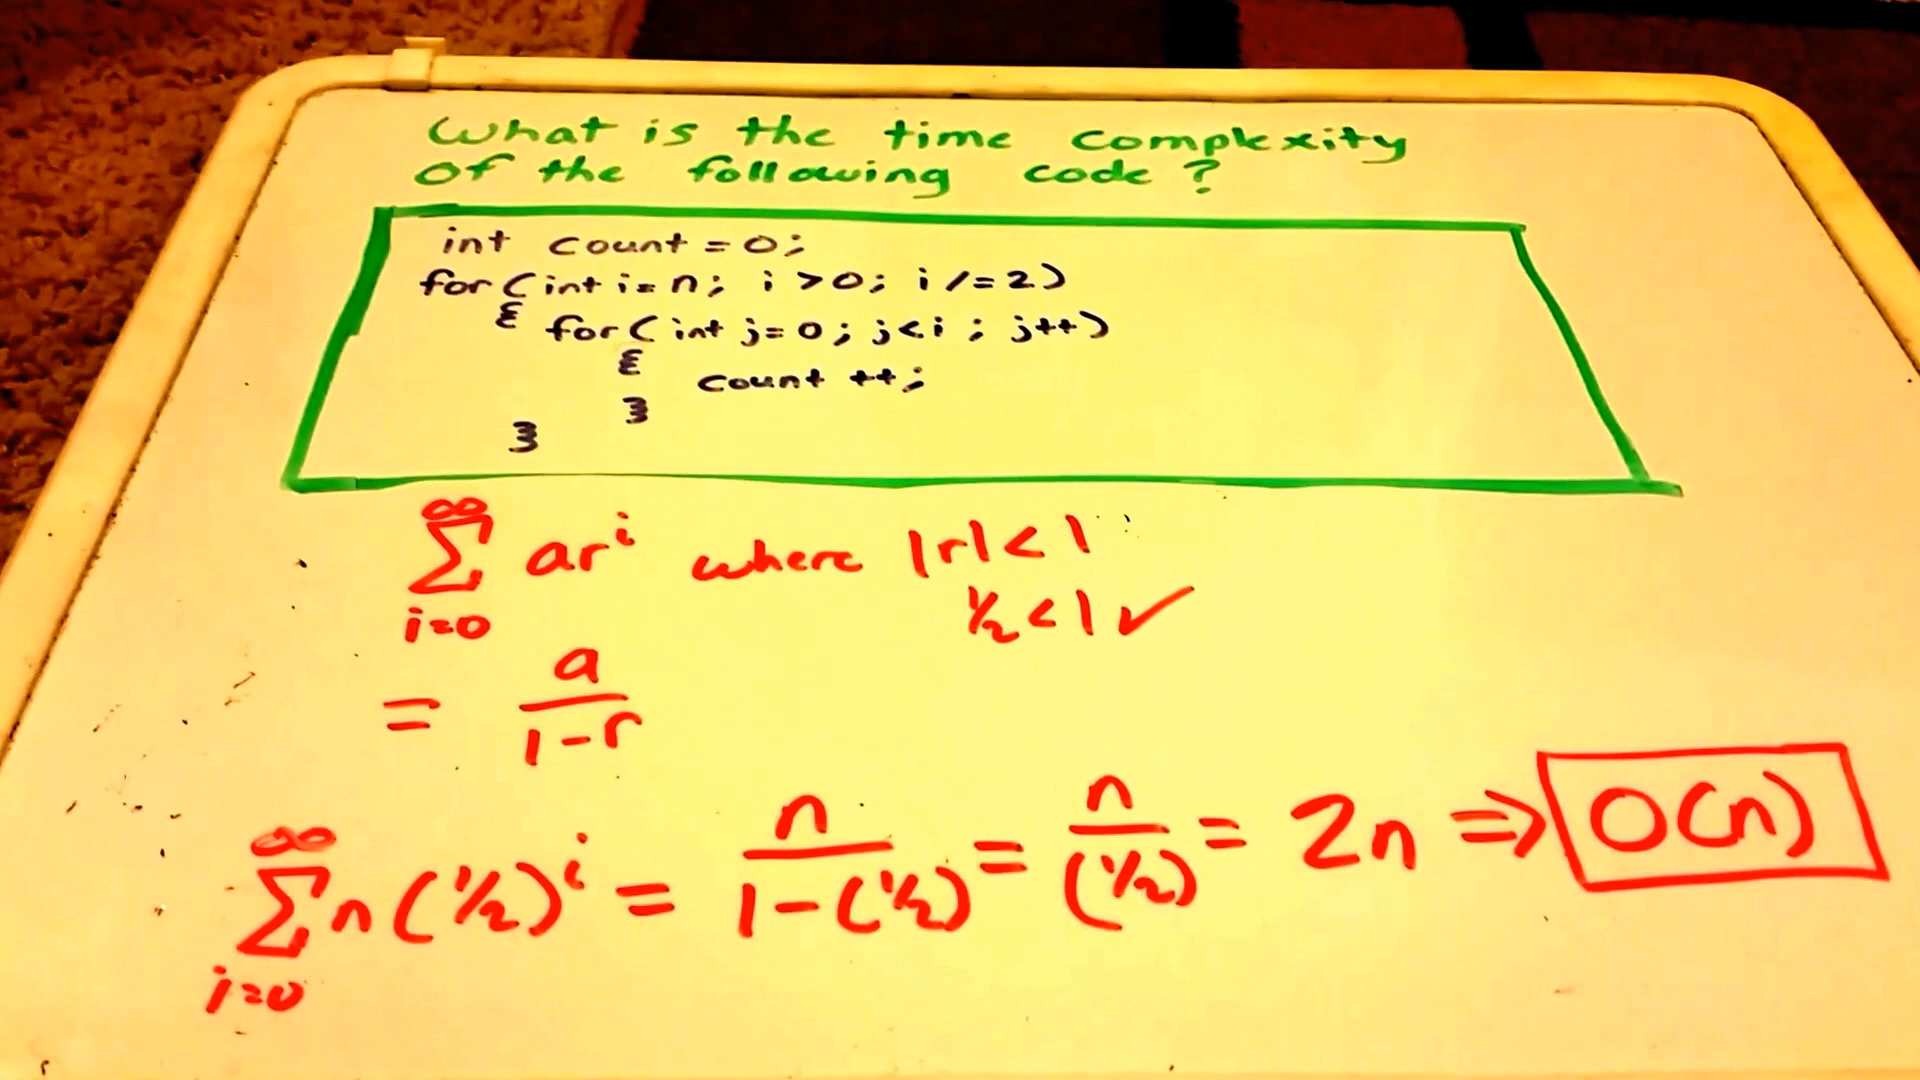 What is the time complexity
of the following code?
int count = 0;
for(int i=n; i>0; i/=2)
{ for(int j=0; j<i; j++)
{
count ++;
}
}
∞
∑ ar^i where |r|<1
i=0
½<1 ✓
= a/(1-r)
∞
∑ n(½)^i = n/(1-(½)) = n/(½) = 2n ⇒ O(n)
i=0